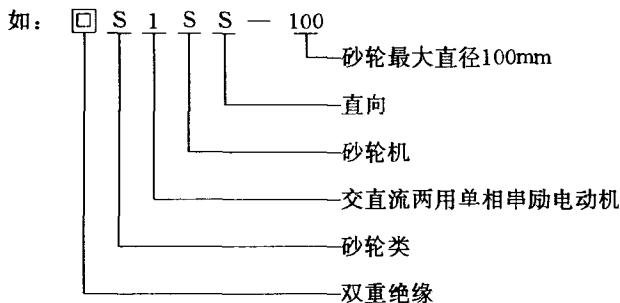 如： 回 S 1 S S — 100
砂轮最大直径100mm
直向
砂轮机
交直流两用单相串励电动机
砂轮类
双重绝缘